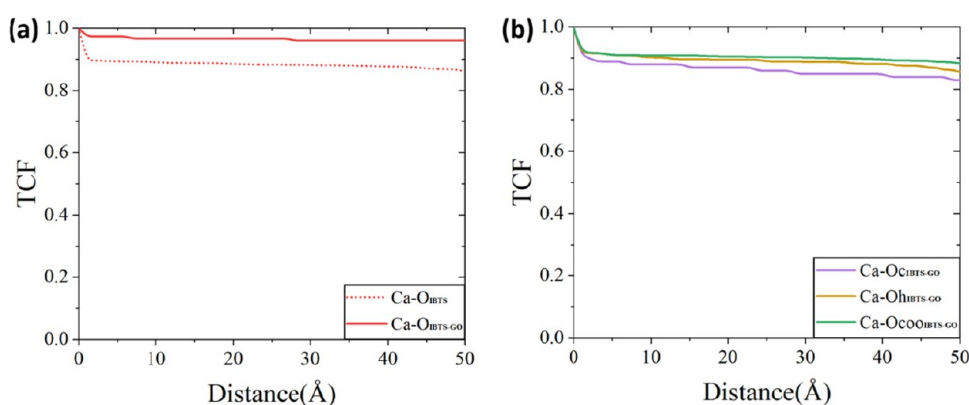 (a)
1.0
0.8
0.6
0.4
0.2
0.0
TCF
Ca-OIBTS
Ca-OIBTS-GO
0 10 20 30 40 50
Distance(Å)
(b)
1.0
0.8
0.6
0.4
0.2
0.0
TCF
Ca-OcIBTS-GO
Ca-OhIBTS-GO
Ca-OcooIBTS-GO
0 10 20 30 40 50
Distance(Å)